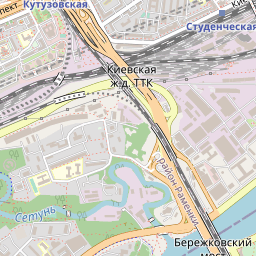 Кутузовская
Студенческая
Киевская
ж.д. ТТК
Район Раменки
Сетунь
Бережковский
мост